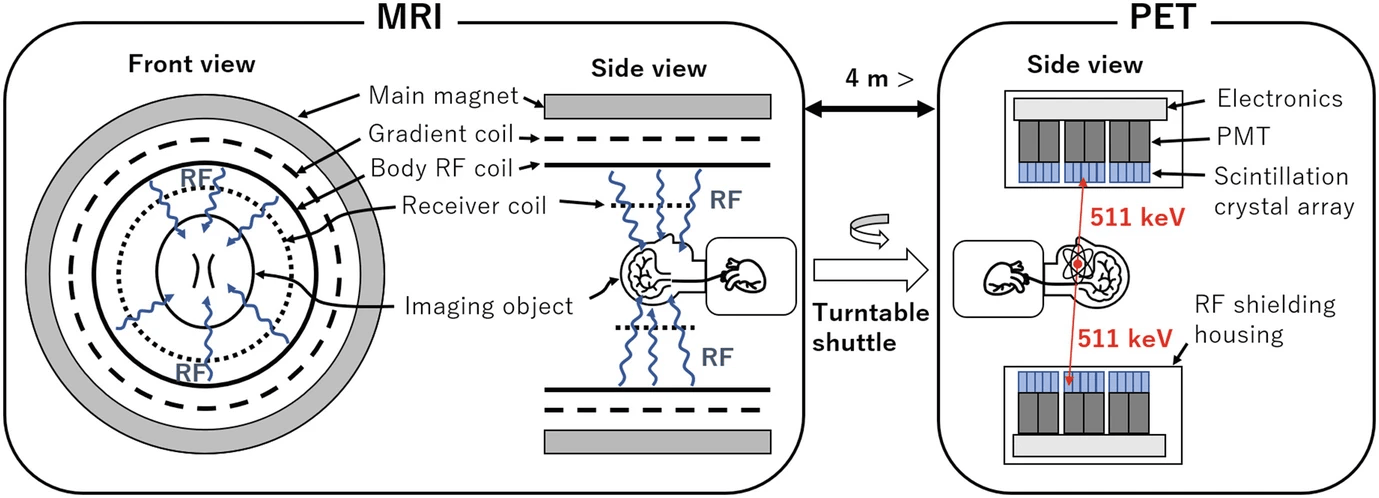 MRI
PET
Front view
Side view
Main magnet
Gradient coil
Body RF coil
Receiver coil
Imaging object
RF
RF
RF
RF
4 m >
Turntable
shuttle
Side view
Electronics
PMT
Scintillation
crystal array
511 keV
511 keV
RF shielding
housing